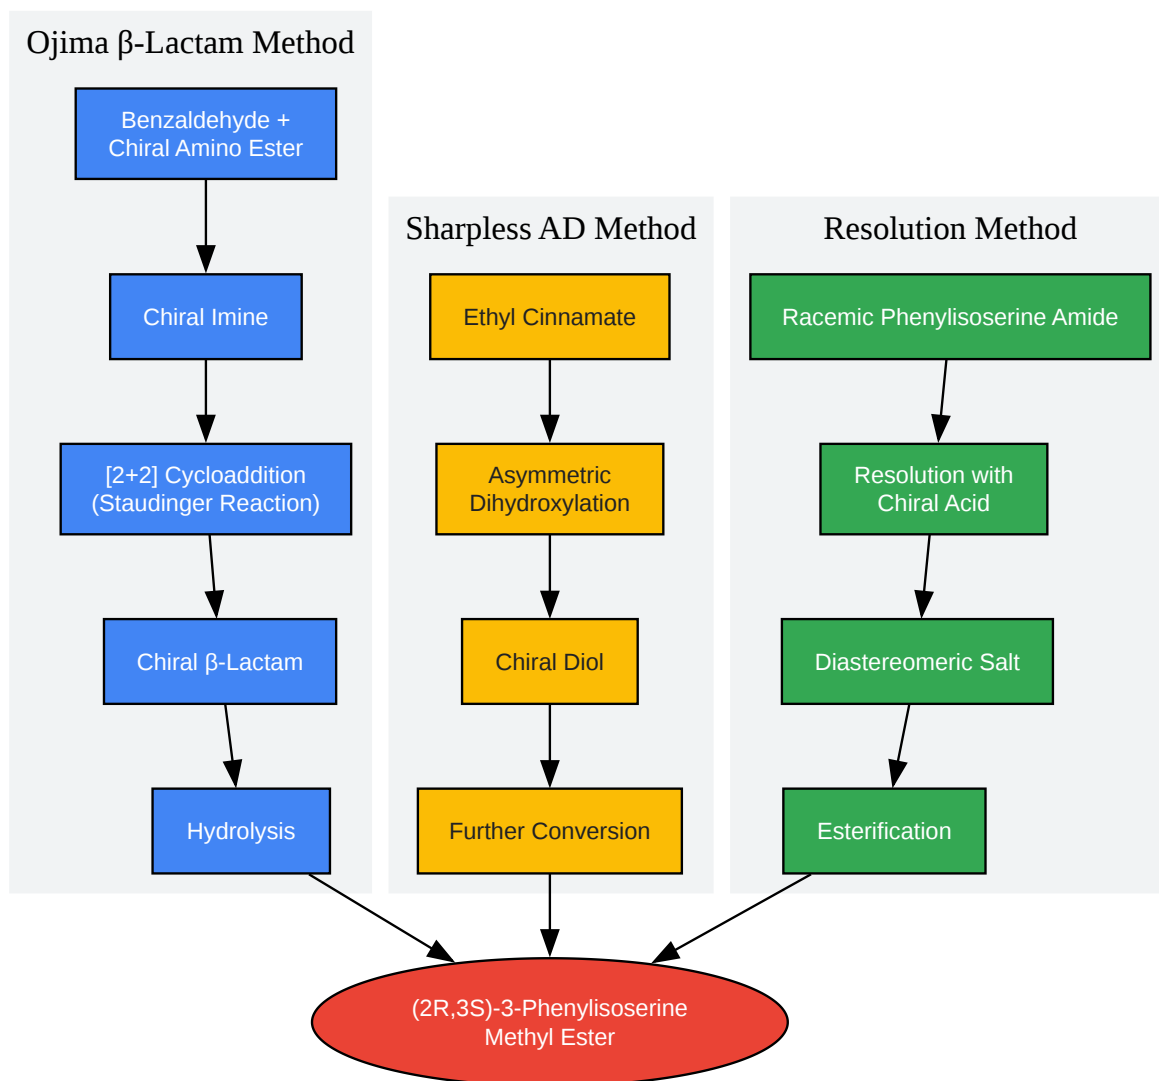 Ojima β-Lactam Method
Benzaldehyde +
Chiral Amino Ester
Chiral Imine
[2+2] Cycloaddition
(Staudinger Reaction)
Chiral β-Lactam
Hydrolysis
Sharpless AD Method
Ethyl Cinnamate
Asymmetric
Dihydroxylation
Chiral Diol
Further Conversion
Resolution Method
Racemic Phenylisoserine Amide
Resolution with
Chiral Acid
Diastereomeric Salt
Esterification
(2R,3S)-3-Phenylisoserine
Methyl Ester